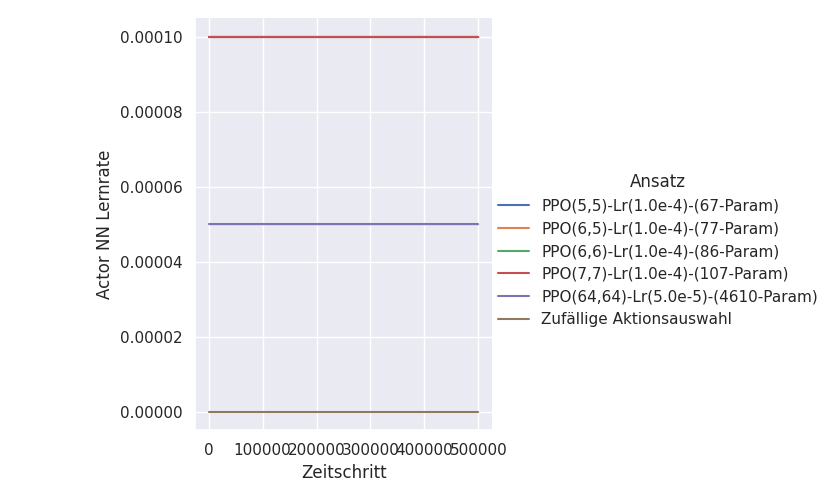 0.00010
0.00008
0.00006
0.00004
0.00002
0.00000
Actor NN Lernrate
0 100000 200000 300000 400000 500000
Zeitschritt
Ansatz
PPO(5,5)-Lr(1.0e-4)-(67-Param)
PPO(6,5)-Lr(1.0e-4)-(77-Param)
PPO(6,6)-Lr(1.0e-4)-(86-Param)
PPO(7,7)-Lr(1.0e-4)-(107-Param)
PPO(64,64)-Lr(5.0e-5)-(4610-Param)
Zufällige Aktionsauswahl